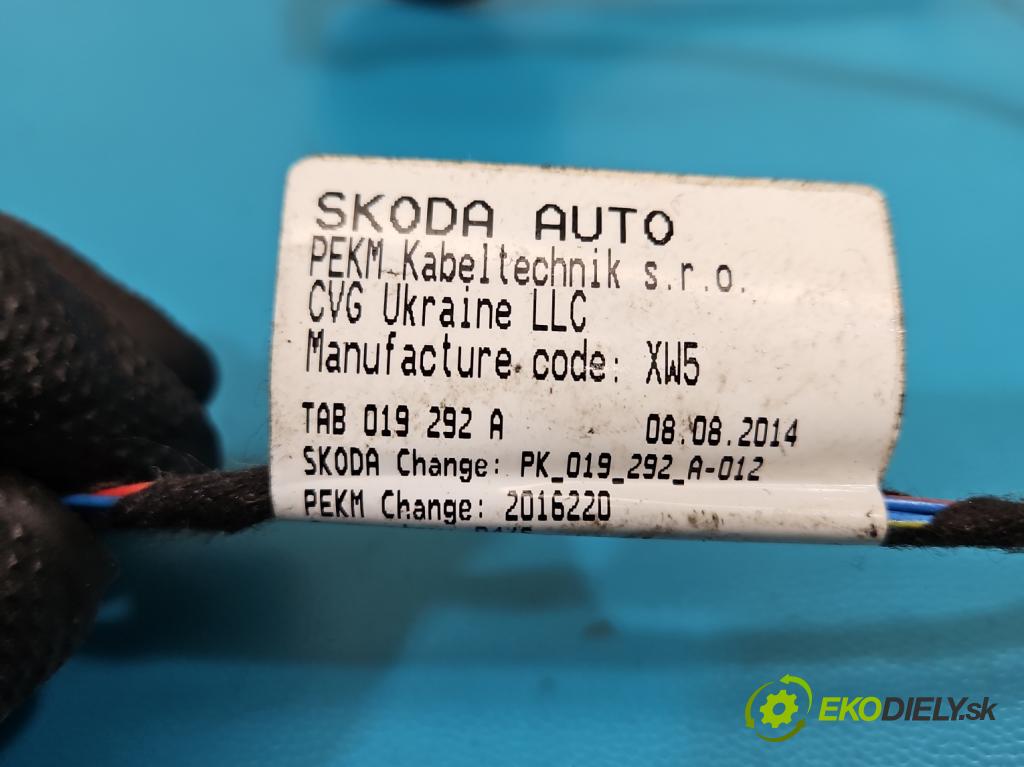 SKODA AUTO
PEKM Kabeltechnik s.r.o.
CVG Ukraine LLC
Manufacture code: XW5
TAB 019 292 A 08.08.2014
SKODA Change: PK_019_292_A-012
PEKM Change: 2016220
EKODIELY.sk